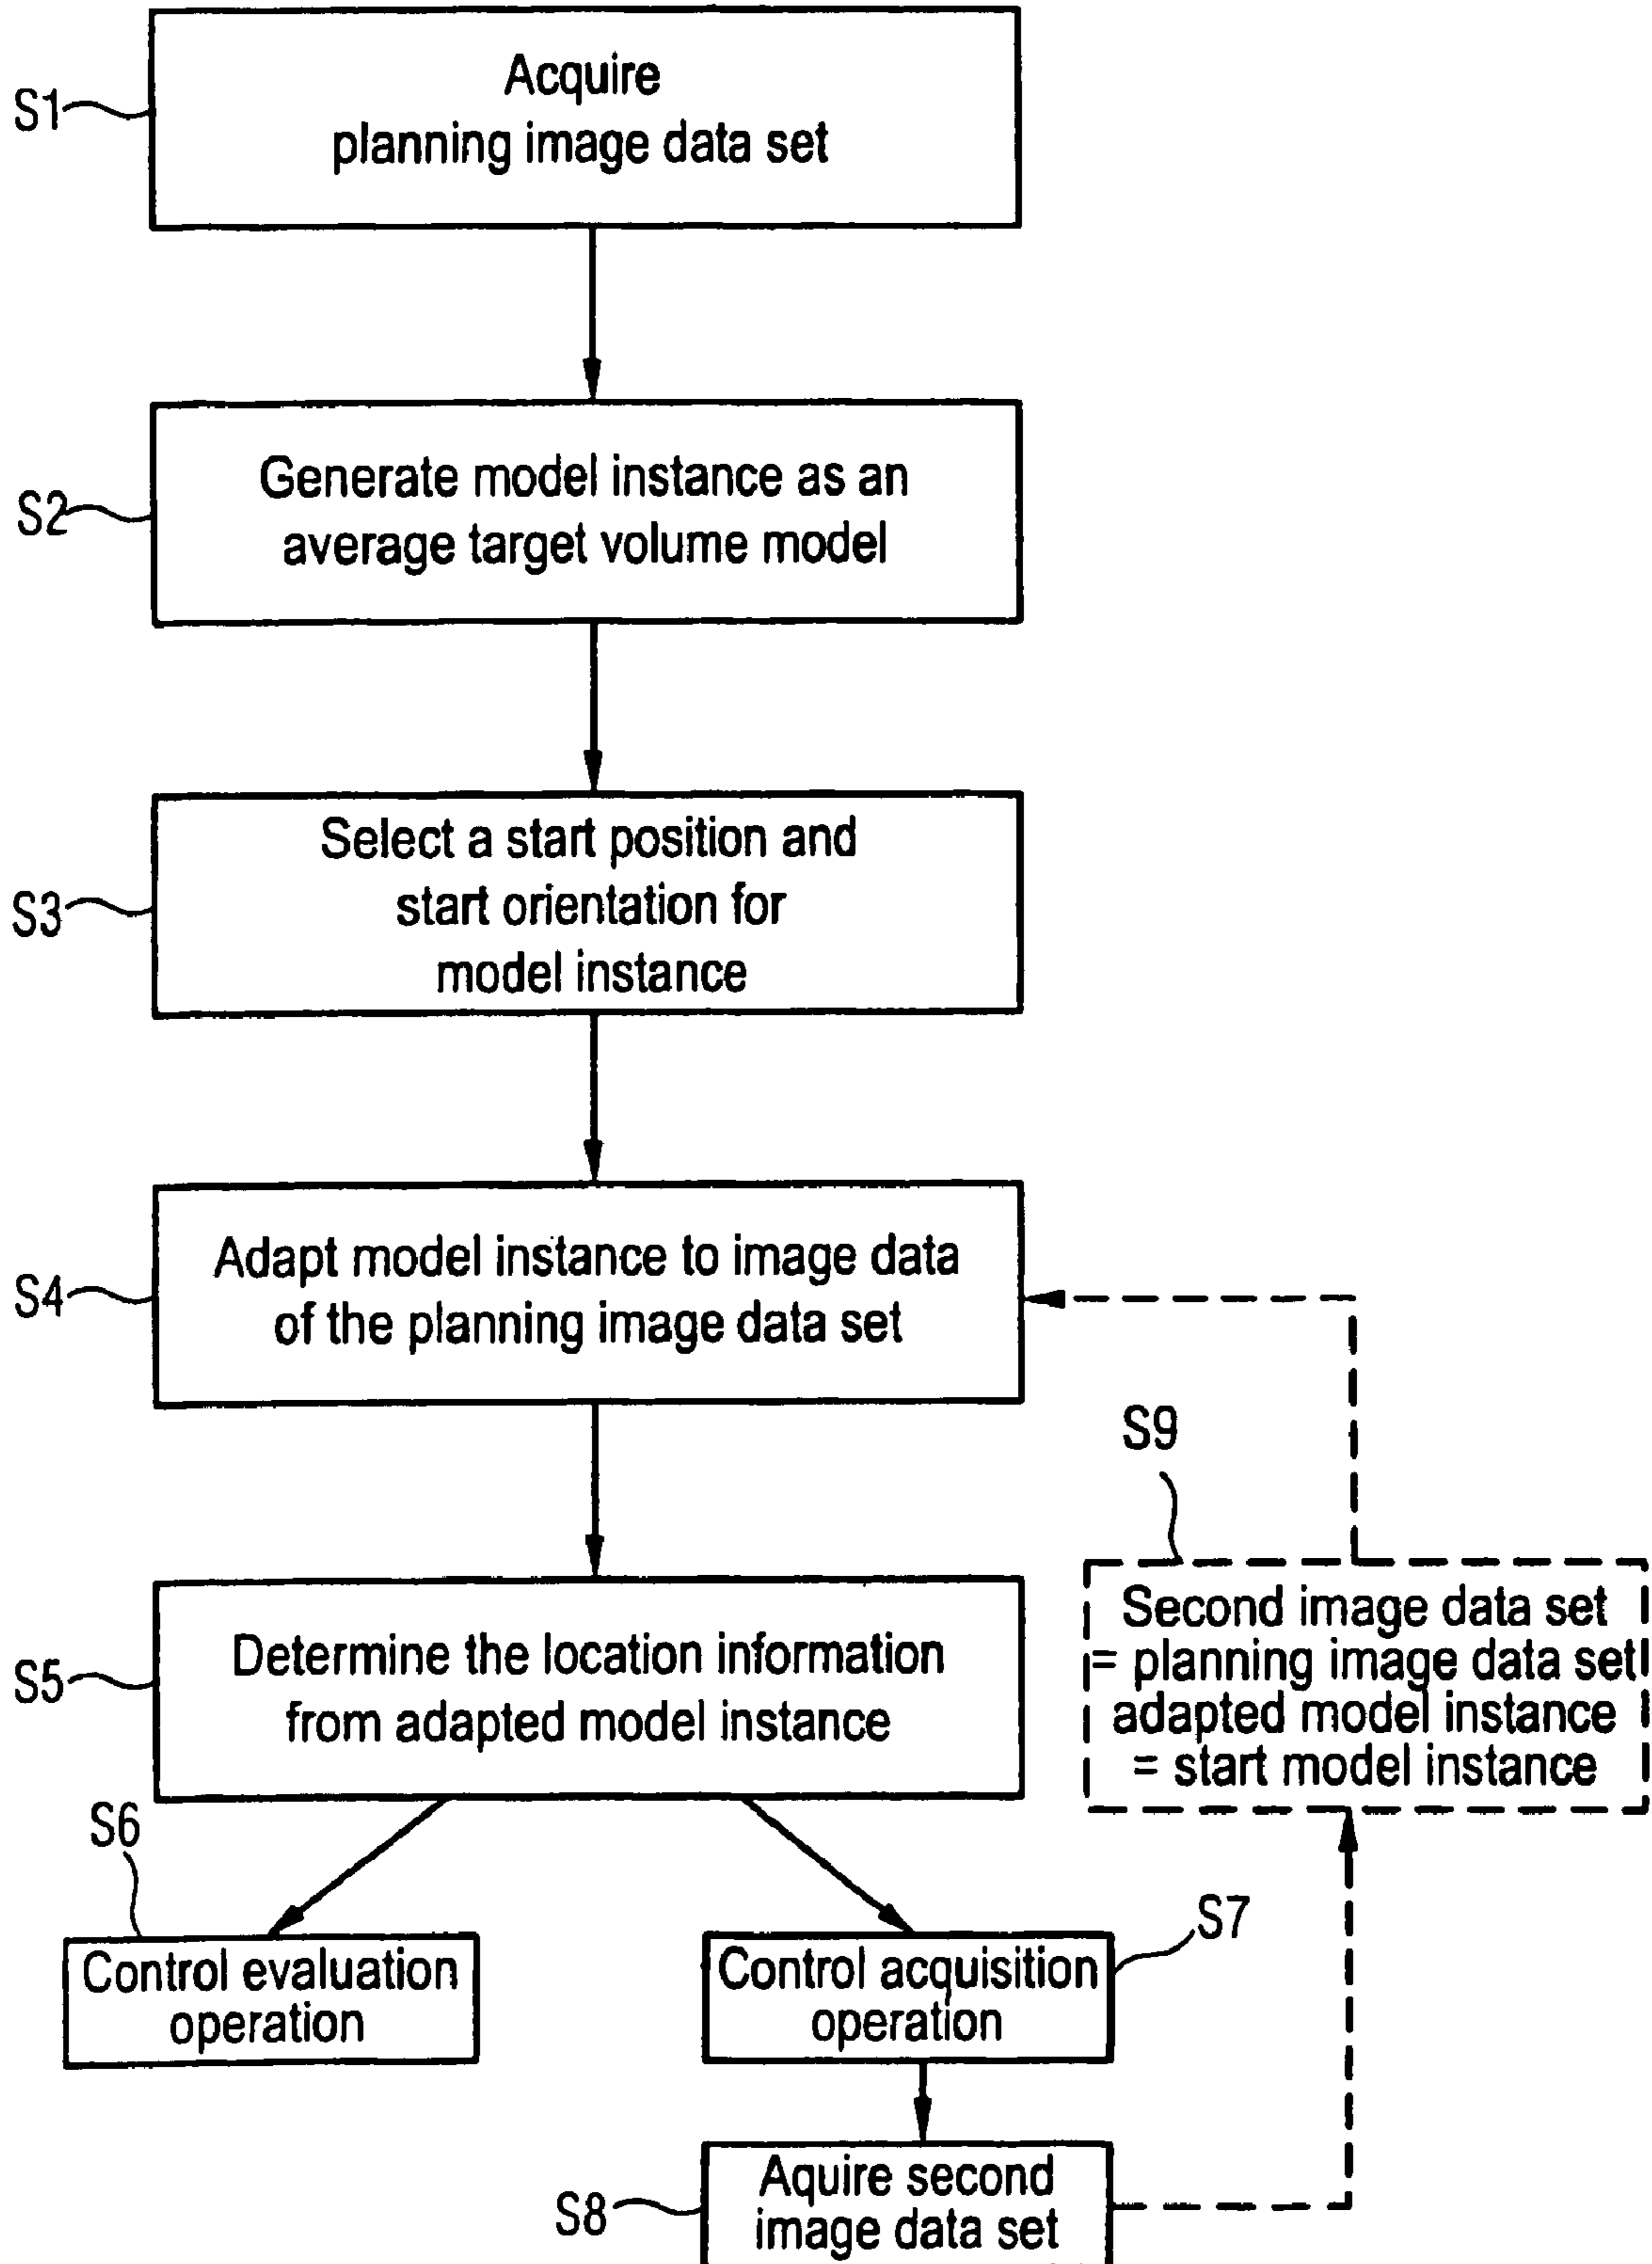 S1
Acquire
planning image data set
S2
Generate model instance as an
average target volume model
S3
Select a start position and
start orientation for
model instance
S4
Adapt model instance to image data
of the planning image data set
S5
Determine the location information
from adapted model instance
S9
Second image data set
= planning image data set
adapted model instance
= start model instance
S6
Control evaluation
operation
S7
Control acquisition
operation
S8
Aquire second
image data set